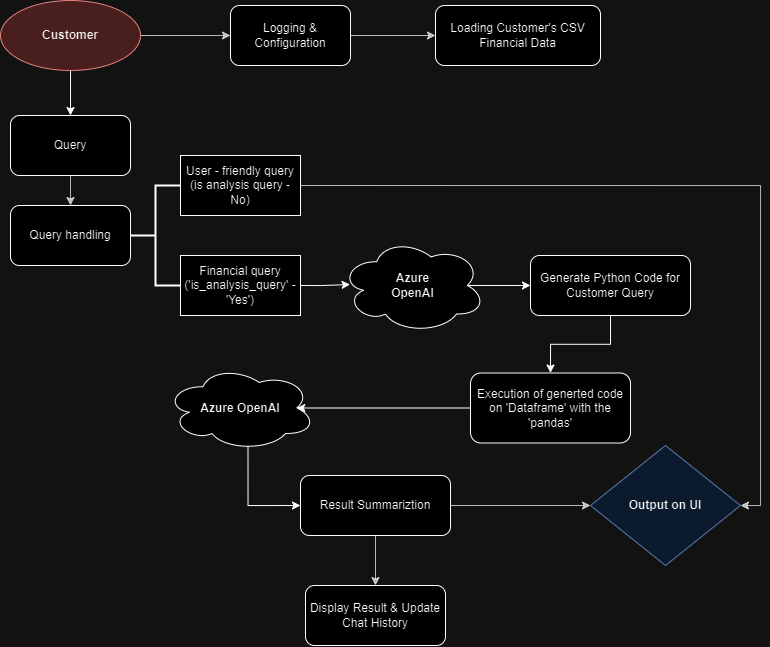 Customer
Logging &
Configuration
Loading Customer's CSV
Financial Data
Query
Query handling
User - friendly query
(is analysis query -
No)
Financial query
('is_analysis_query' -
'Yes')
Azure
OpenAI
Generate Python Code for
Customer Query
Execution of generted code
on 'Dataframe' with the
'pandas'
Azure OpenAI
Result Summariztion
Output on UI
Display Result & Update
Chat History